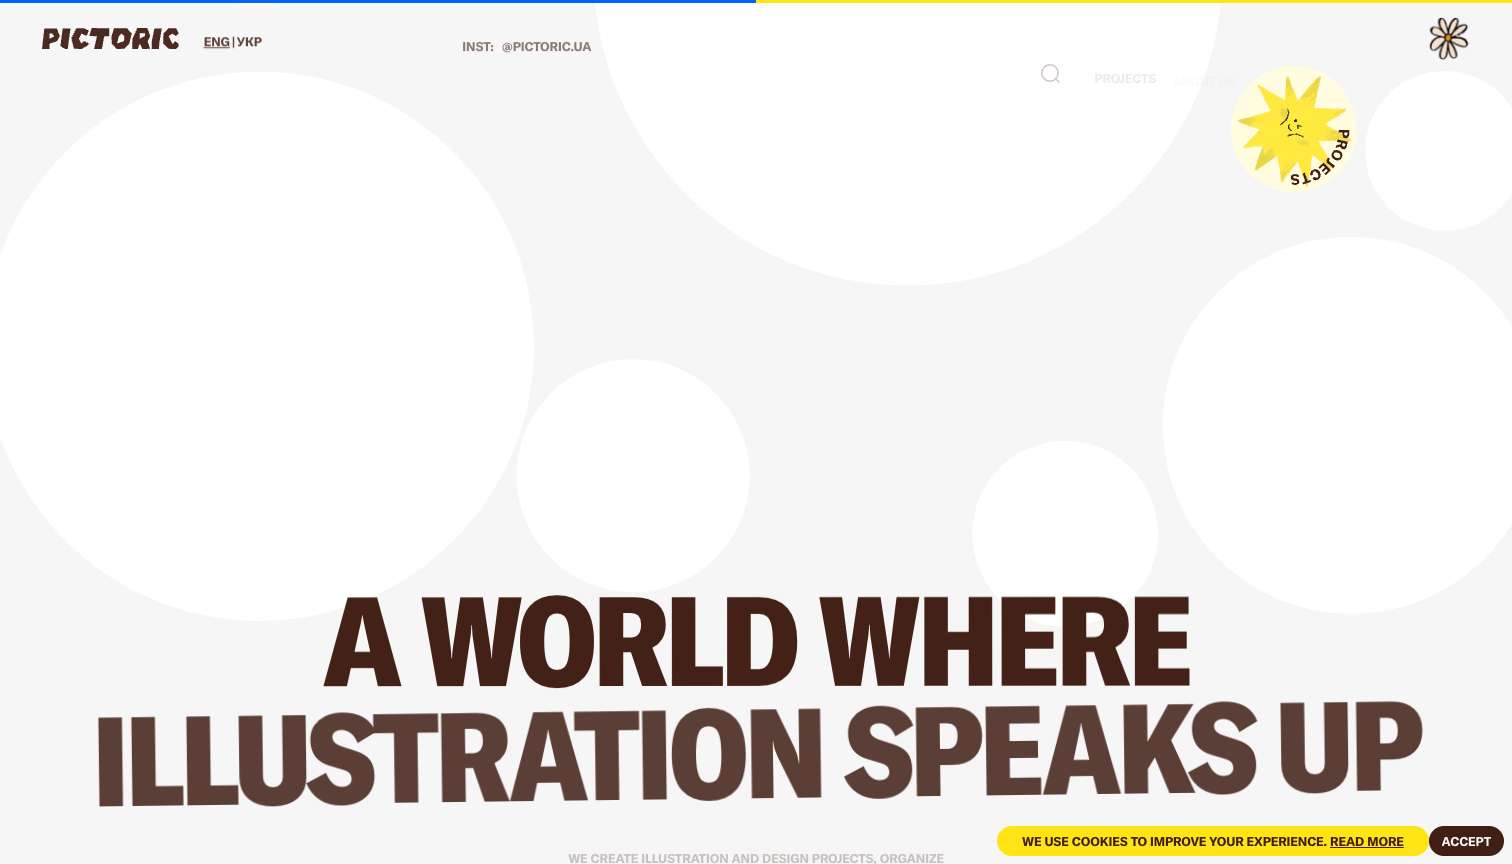 PICTORIC
ENG | УКР
INST: @PICTORIC.UA
PROJECTS
PROJECTS
A WORLD WHERE
ILLUSTRATION SPEAKS UP
WE CREATE ILLUSTRATION AND DESIGN PROJECTS, ORGANIZE
WE USE COOKIES TO IMPROVE YOUR EXPERIENCE. READ MORE
ACCEPT